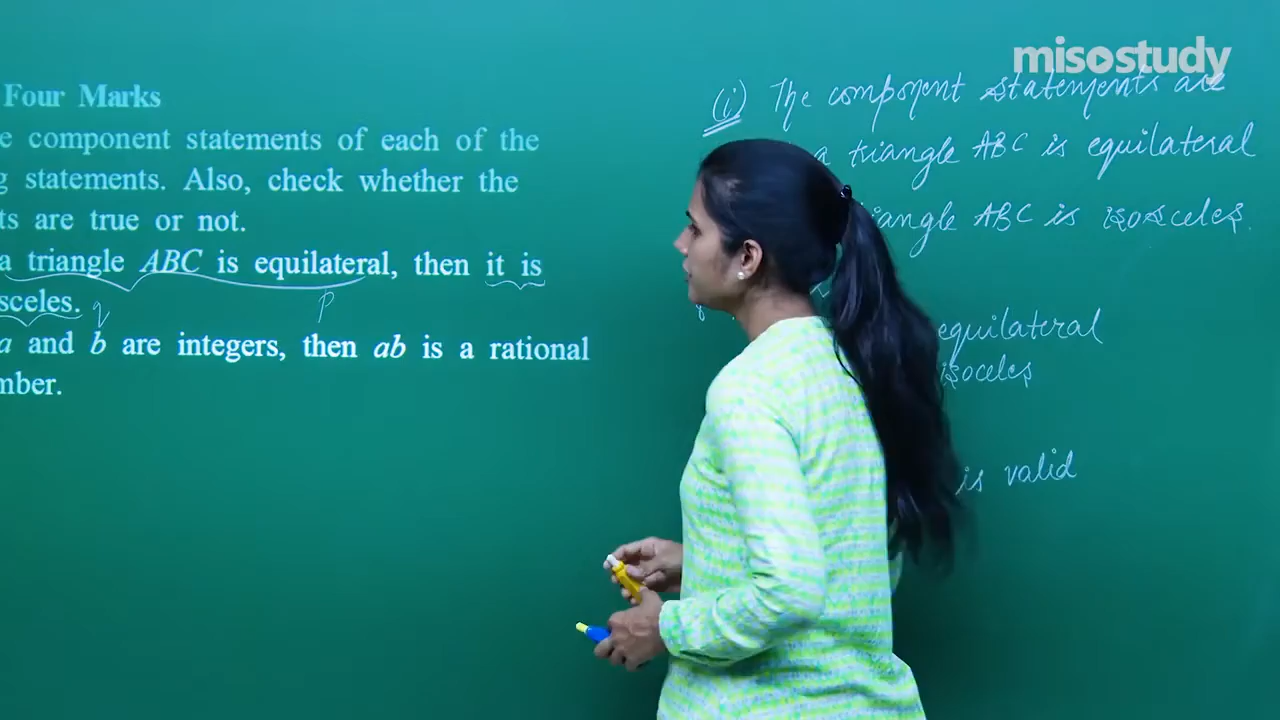 misostudy
Four Marks
e component statements of each of the
g statements. Also, check whether the
ts are true or not.
a triangle ABC is equilateral, then it is
sceles.
q
p
a and b are integers, then ab is a rational
mber.
(i) The component statements are
a triangle ABC is equilateral
iangle ABC is isosceles.
equilateral
isoceles
is valid